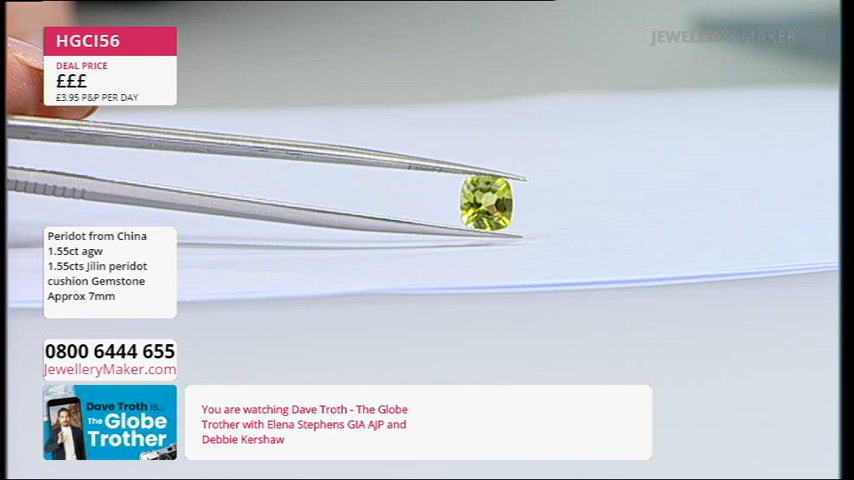 HGCI56
DEAL PRICE
£££
£3.95 P&P PER DAY
JEWELLERY MAKER
Peridot from China
1.55ct agw
1.55cts Jilin peridot
cushion Gemstone
Approx 7mm
0800 6444 655
JewelleryMaker.com
Dave Troth is...
The Globe
Trother
You are watching Dave Troth - The Globe
Trother with Elena Stephens GIA AJP and
Debbie Kershaw